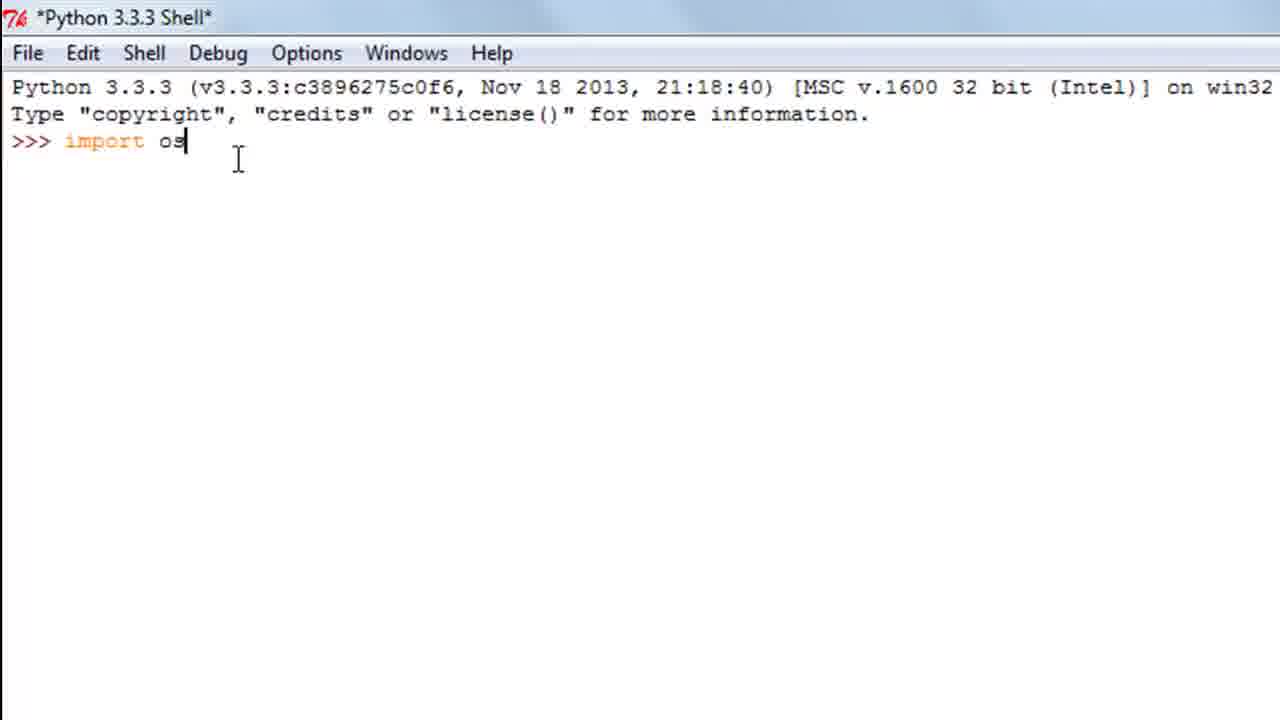 *Python 3.3.3 Shell*
File Edit Shell Debug Options Windows Help
Python 3.3.3 (v3.3.3:c3896275c0f6, Nov 18 2013, 21:18:40) [MSC v.1600 32 bit (Intel)] on win32
Type "copyright", "credits" or "license()" for more information.
>>> import os